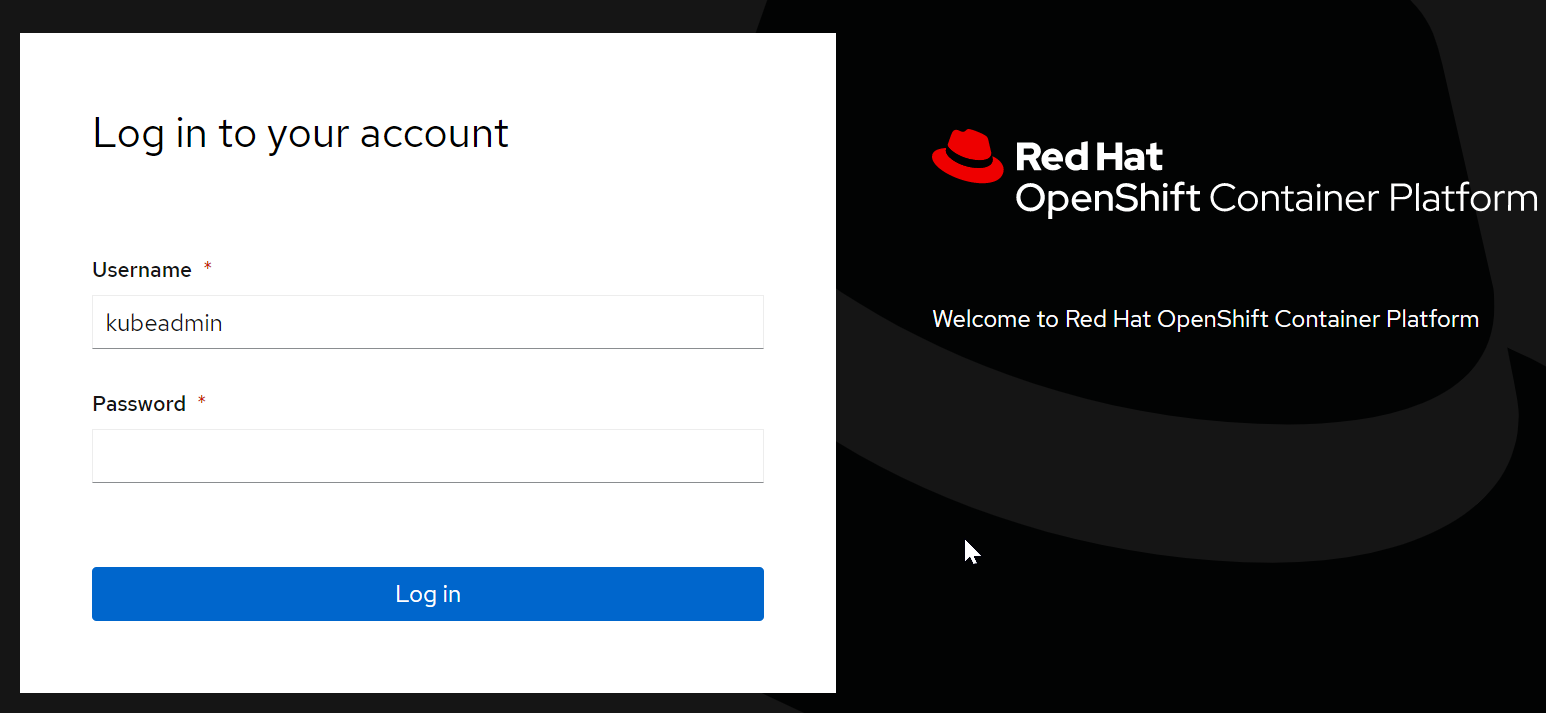 Log in to your account
Username *
kubeadmin
Password *
Log in
Red Hat
OpenShift Container Platform
Welcome to Red Hat OpenShift Container Platform